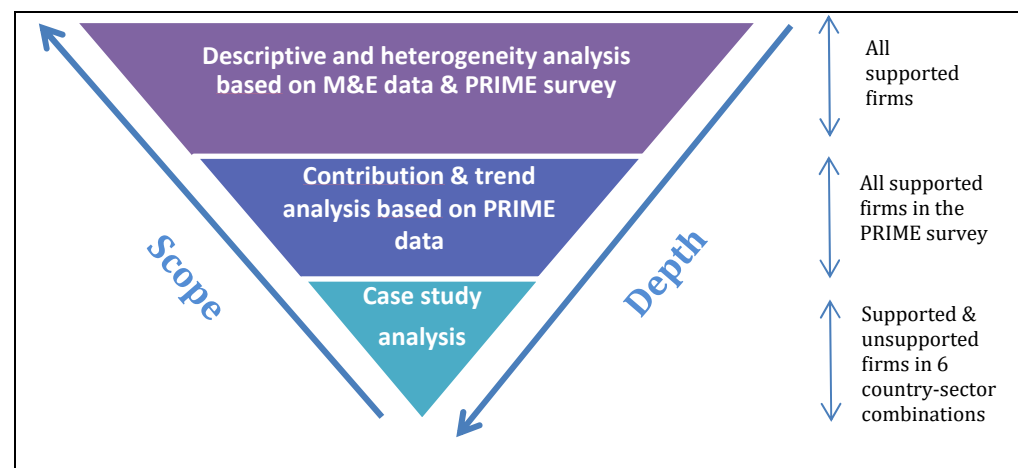 Descriptive and heterogeneity analysis
based on M&E data & PRIME survey
Contribution & trend
analysis based on PRIME
data
Case study
analysis
Scope
Depth
All
supported
firms
All supported
firms in the
PRIME survey
Supported &
unsupported
firms in 6
country-sector
combinations